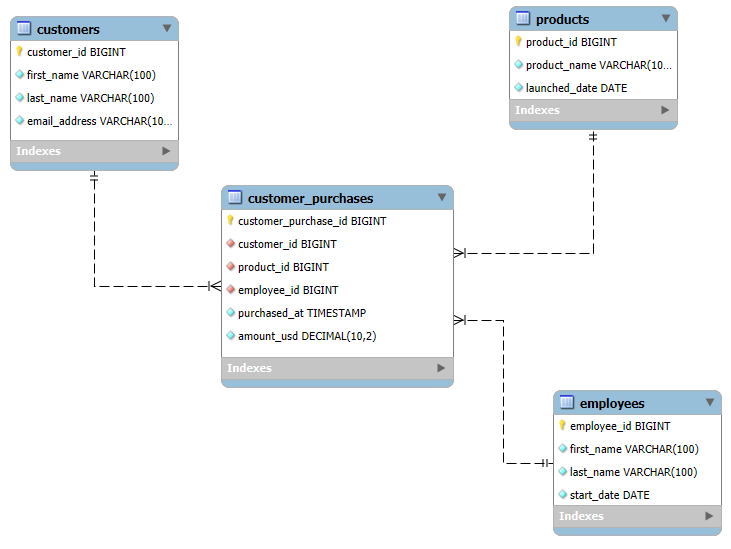 customers
customer_id BIGINT
first_name VARCHAR(100)
last_name VARCHAR(100)
email_address VARCHAR(10...
Indexes
products
product_id BIGINT
product_name VARCHAR(10...
launched_date DATE
Indexes
customer_purchases
customer_purchase_id BIGINT
customer_id BIGINT
product_id BIGINT
employee_id BIGINT
purchased_at TIMESTAMP
amount_usd DECIMAL(10,2)
Indexes
employees
employee_id BIGINT
first_name VARCHAR(100)
last_name VARCHAR(100)
start_date DATE
Indexes